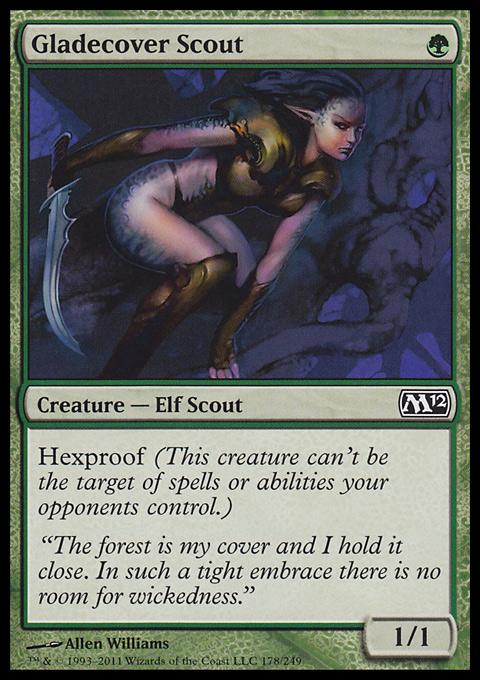 Gladecover Scout
Creature — Elf Scout
M12
Hexproof (This creature can't be
the target of spells or abilities your
opponents control.)
"The forest is my cover and I hold it
close. In such a tight embrace there is no
room for wickedness."
Allen Williams
1/1
™ & © 1993–2011 Wizards of the Coast LLC 178/249